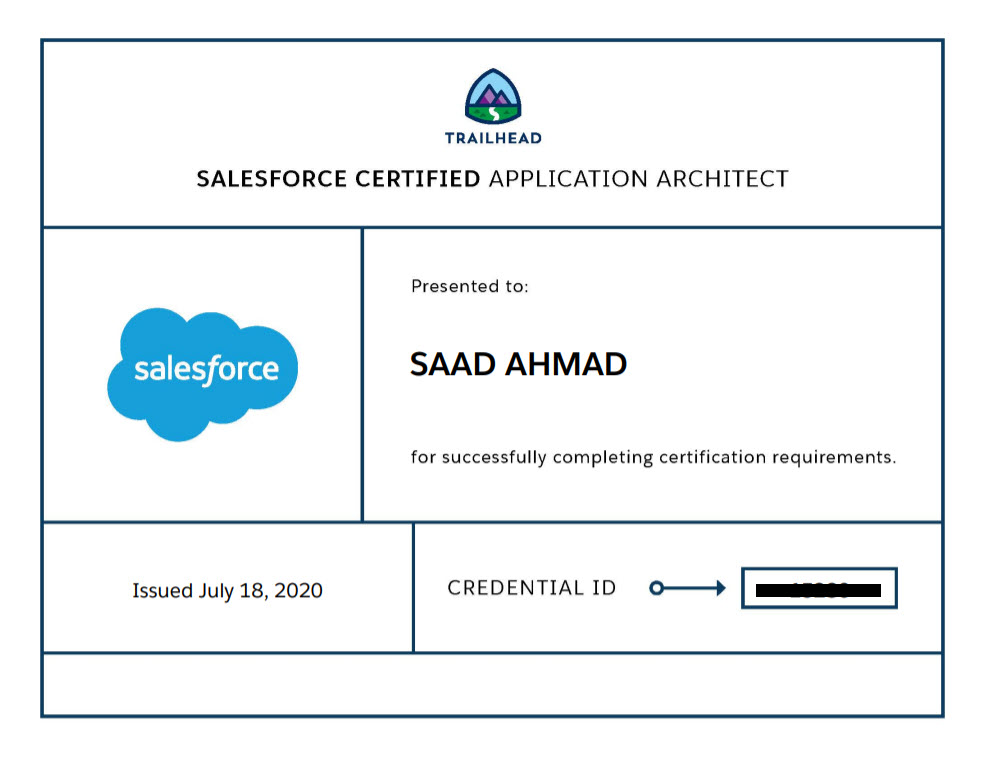 TRAILHEAD
SALESFORCE CERTIFIED APPLICATION ARCHITECT
salesforce
Presented to:
SAAD AHMAD
for successfully completing certification requirements.
Issued July 18, 2020
CREDENTIAL ID